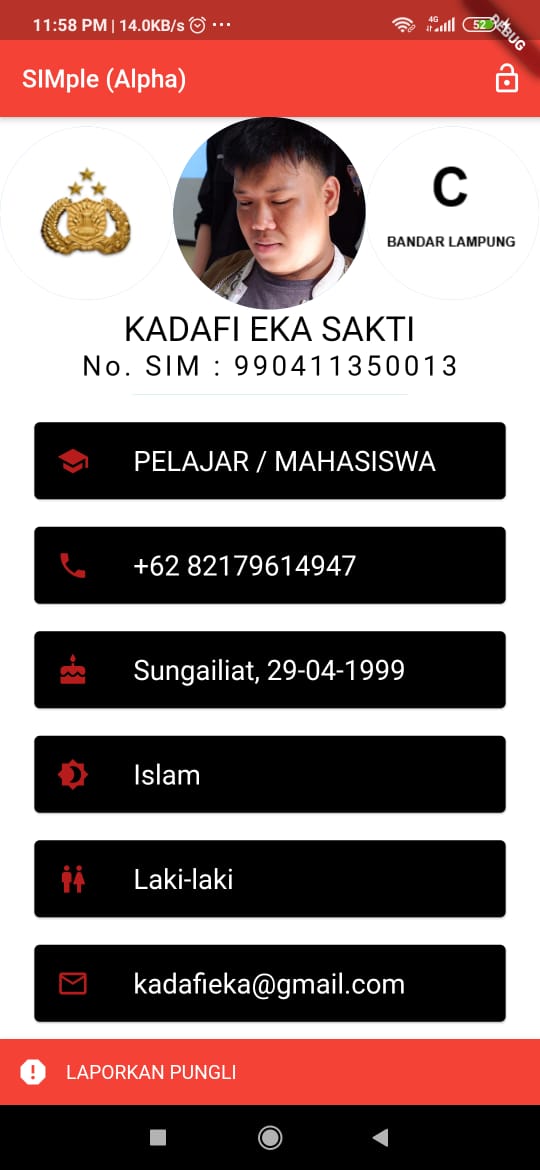 11:58 PM | 14.0KB/s ...
4G
52
DEBUG
SIMple (Alpha)
C
BANDAR LAMPUNG
KADAFI EKA SAKTI
No. SIM : 990411350013
PELAJAR / MAHASISWA
+62 82179614947
Sungailiat, 29-04-1999
Islam
Laki-laki
kadafieka@gmail.com
LAPORKAN PUNGLI